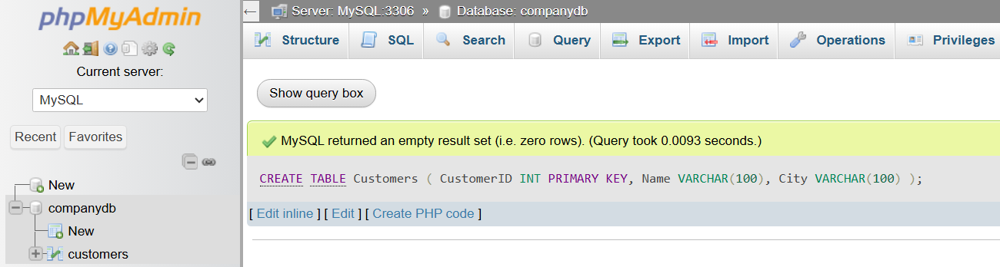 phpMyAdmin
Current server:
MySQL
Recent Favorites
New
companydb
New
customers
← Server: MySQL:3306 » Database: companydb
Structure SQL Search Query Export Import Operations Privileges
Show query box
MySQL returned an empty result set (i.e. zero rows). (Query took 0.0093 seconds.)
CREATE TABLE Customers ( CustomerID INT PRIMARY KEY, Name VARCHAR(100), City VARCHAR(100) );
[ Edit inline ] [ Edit ] [ Create PHP code ]